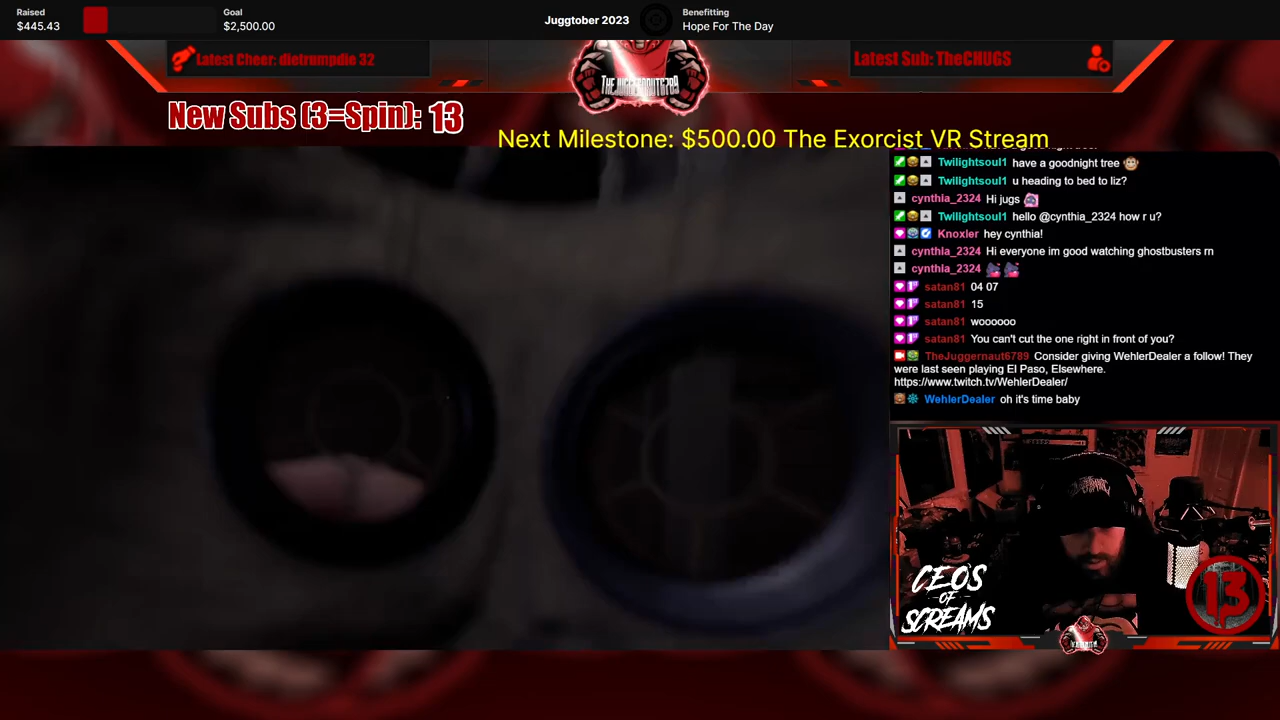 Raised
$445.43
Goal
$2,500.00
Juggtober 2023
Benefitting
Hope For The Day
Latest Cheer: dietrumpdie 32
THEJUGGERNAUT6789
Latest Sub: TheCHUGS
New Subs (3=Spin): 13
Next Milestone: $500.00 The Exorcist VR Stream
Twilightsoul1 have a goodnight tree
Twilightsoul1 u heading to bed to liz?
cynthia_2324 Hi jugs
Twilightsoul1 hello @cynthia_2324 how r u?
Knoxler hey cynthia!
cynthia_2324 Hi everyone im good watching ghostbusters rn
cynthia_2324
satan81 04 07
satan81 15
satan81 woooooo
satan81 You can't cut the one right in front of you?
TheJuggernaut6789 Consider giving WehlerDealer a follow! They
were last seen playing El Paso, Elsewhere.
https://www.twitch.tv/WehlerDealer/
WehlerDealer oh it's time baby
CEOS
OF
SCREAMS
13